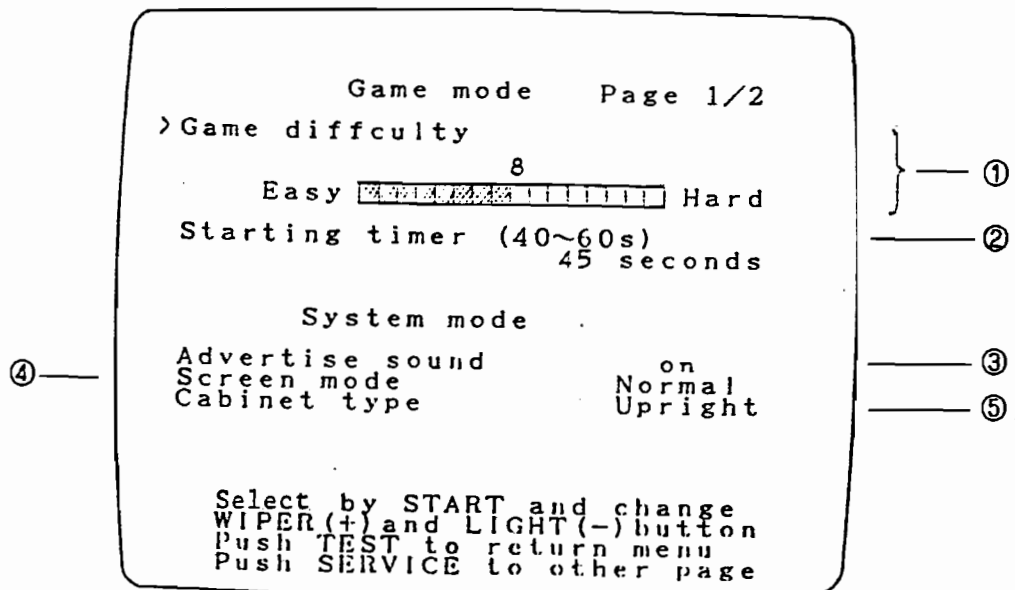 Game mode Page 1/2
>Game diffculty
8
Easy Hard
①
Starting timer (40~60s)
②
45 seconds
System mode
Advertise sound on
③
④
Screen mode Normal
Cabinet type Upright
⑤
Select by START and change
WIPER(+)and LIGHT(-)button
Push TEST to return menu
Push SERVICE to other page